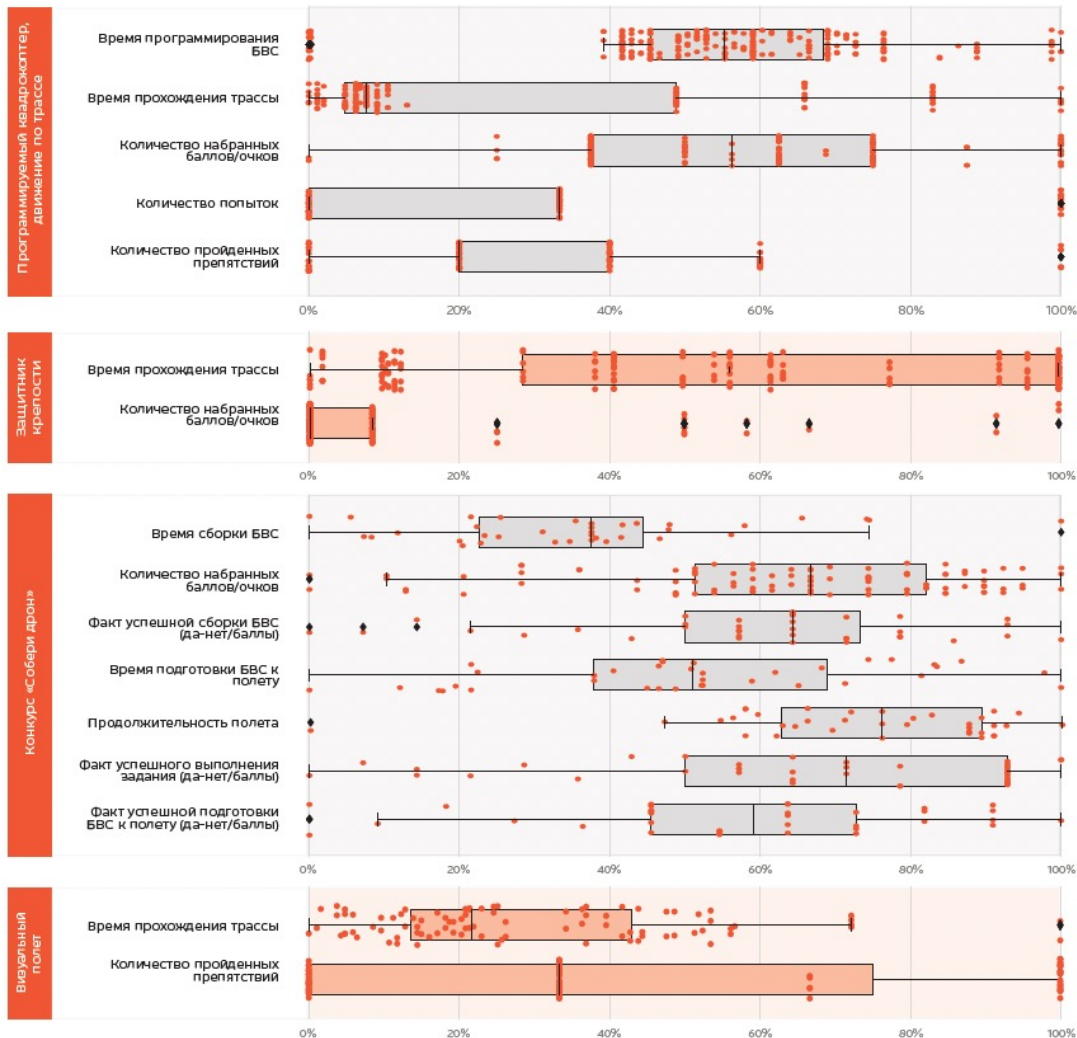 Программируемый квадрокоптер,
движение по трассе
Время программирования
БВС
Время прохождения трассы
Количество набранных
баллов/очков
Количество попыток
Количество пройденных
препятствий
0% 20% 40% 60% 80% 100%
Защитник
крепости
Время прохождения трассы
Количество набранных
баллов/очков
0% 20% 40% 60% 80% 100%
Конкурс «Собери дрон»
Время сборки БВС
Количество набранных
баллов/очков
Факт успешной сборки БВС
(да-нет/баллы)
Время подготовки БВС к
полету
Продолжительность полета
Факт успешного выполнения
задания (да-нет/баллы)
Факт успешной подготовки
БВС к полету (да-нет/баллы)
0% 20% 40% 60% 80% 100%
Визуальный
полет
Время прохождения трассы
Количество пройденных
препятствий
0% 20% 40% 60% 80% 100%